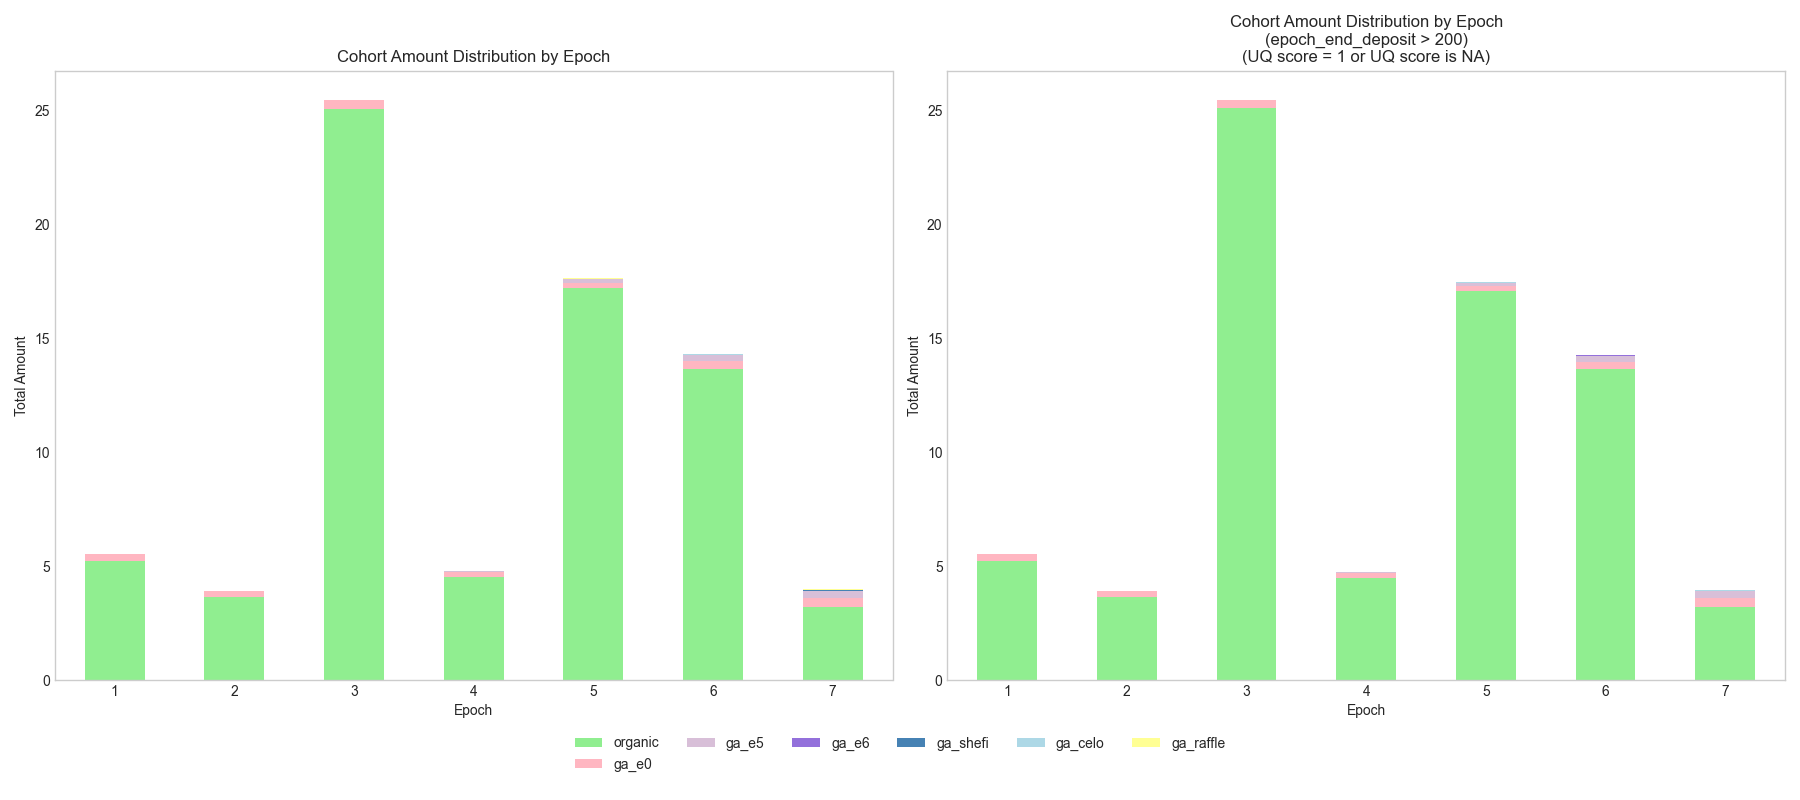 Cohort Amount Distribution by Epoch
Total Amount
25
20
15
10
5
0
1 2 3 4 5 6 7
Epoch
Cohort Amount Distribution by Epoch
(epoch_end_deposit > 200)
(UQ score = 1 or UQ score is NA)
Total Amount
25
20
15
10
5
0
1 2 3 4 5 6 7
Epoch
organic ga_e5 ga_e6 ga_shefi ga_celo ga_raffle
ga_e0